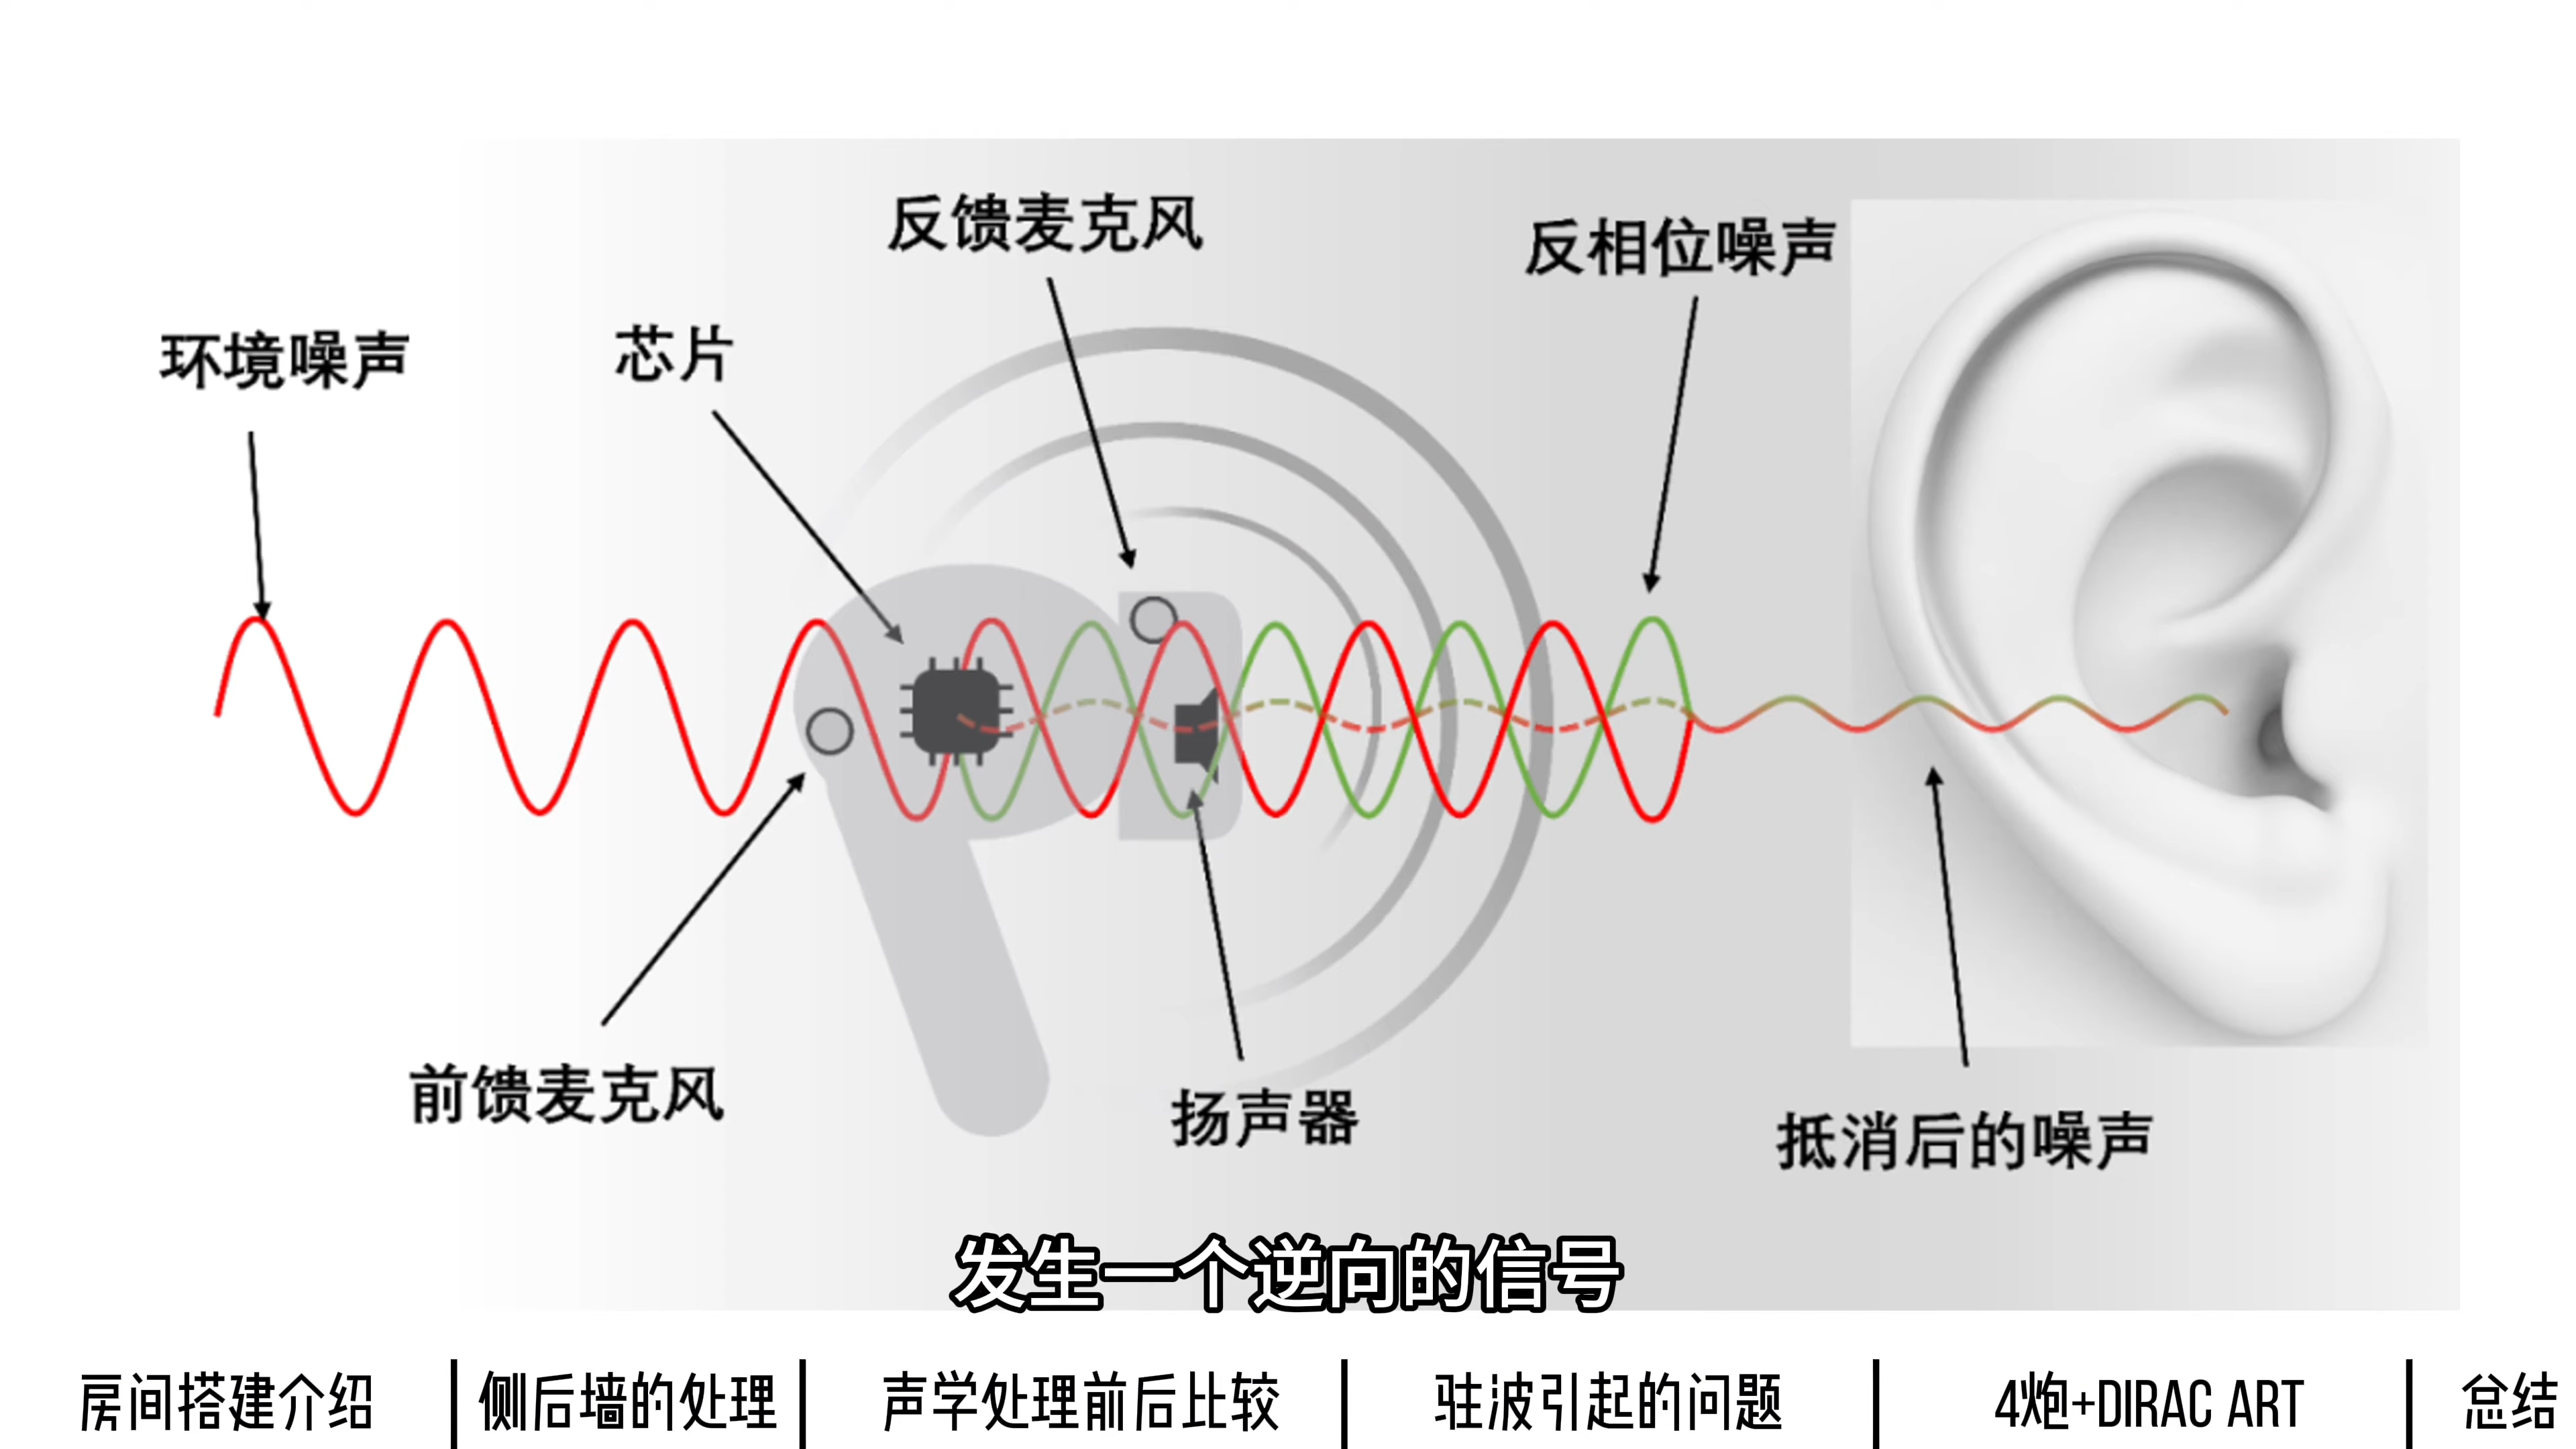 反馈麦克风
反相位噪声
环境噪声
芯片
前馈麦克风
扬声器
抵消后的噪声
发生一个逆向的信号
房间搭建介绍
侧后墙的处理
声学处理前后比较
驻波引起的问题
4炮+DIRAC ART
总结